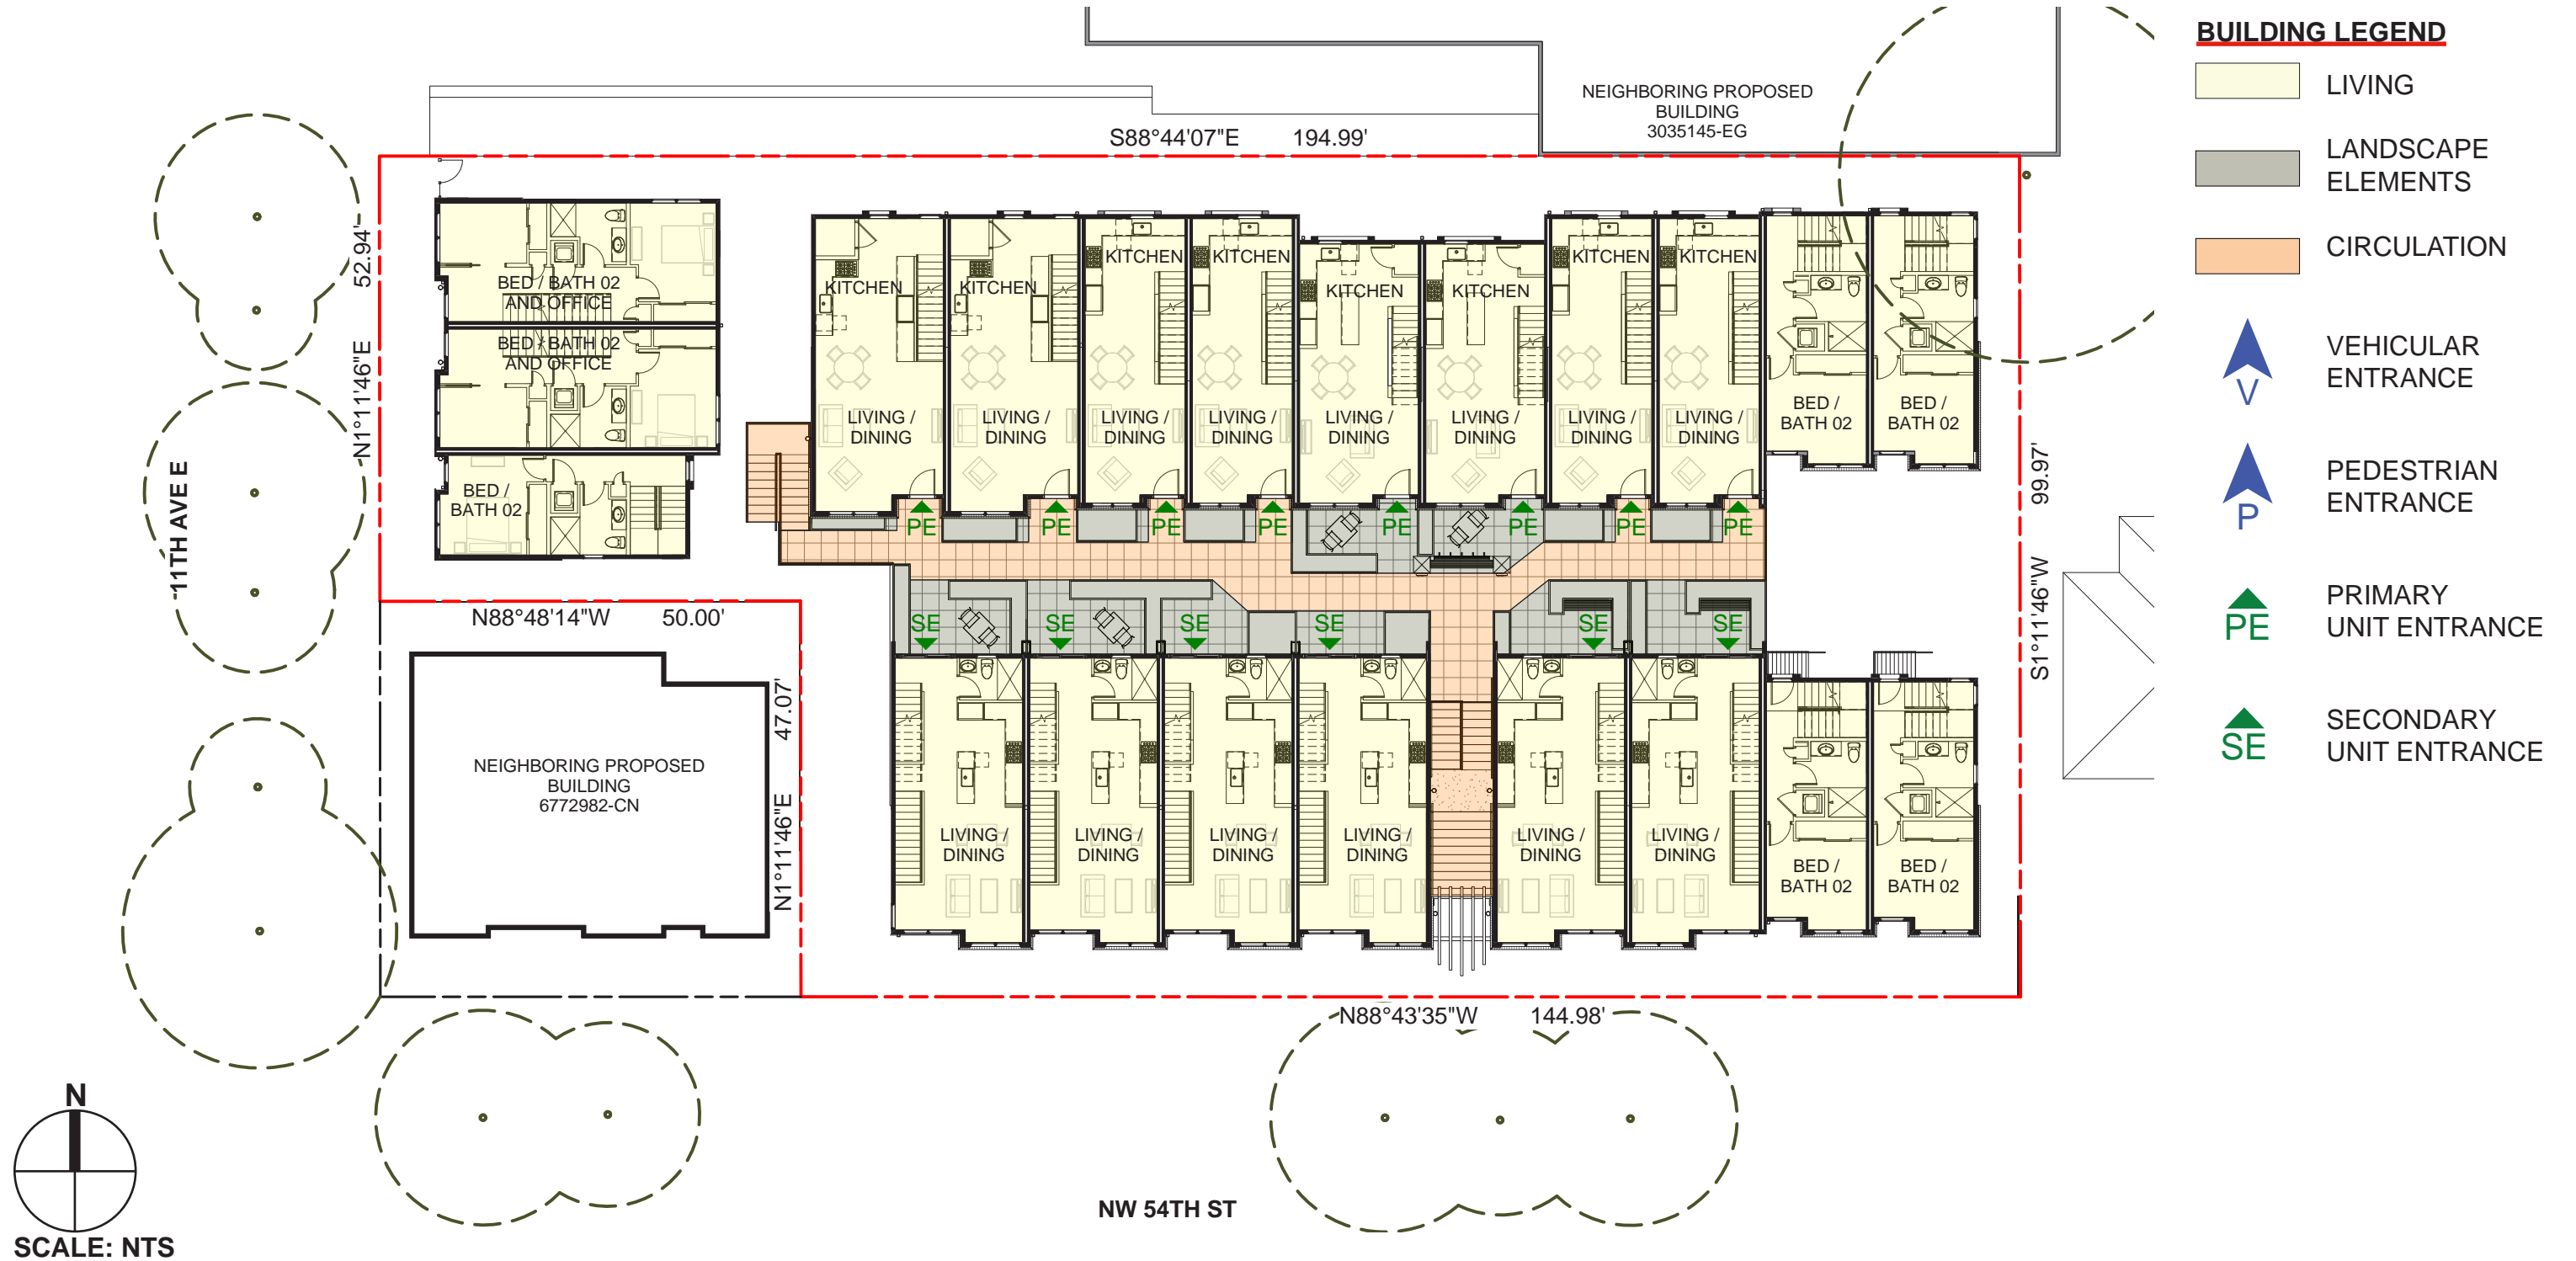 BUILDING LEGEND
LIVING
LANDSCAPE
ELEMENTS
CIRCULATION
V
VEHICULAR
ENTRANCE
P
PEDESTRIAN
ENTRANCE
PE
PRIMARY
UNIT ENTRANCE
SE
SECONDARY
UNIT ENTRANCE
NEIGHBORING PROPOSED
BUILDING
3035145-EG
S88°44'07"E 194.99'
52.94'
N1°11'46"E
11TH AVE E
BED / BATH 02
AND OFFICE
BED / BATH 02
AND OFFICE
BED /
BATH 02
KITCHEN
KITCHEN
KITCHEN
KITCHEN
KITCHEN
KITCHEN
KITCHEN
KITCHEN
LIVING /
DINING
LIVING /
DINING
LIVING /
DINING
LIVING /
DINING
LIVING /
DINING
LIVING /
DINING
LIVING /
DINING
LIVING /
DINING
BED /
BATH 02
BED /
BATH 02
PE
PE
PE
PE
PE
PE
PE
PE
99.97'
S1°11'46"W
N88°48'14"W 50.00'
SE
SE
SE
SE
SE
SE
47.07'
N1°11'46"E
NEIGHBORING PROPOSED
BUILDING
6772982-CN
LIVING /
DINING
LIVING /
DINING
LIVING /
DINING
LIVING /
DINING
LIVING /
DINING
LIVING /
DINING
BED /
BATH 02
BED /
BATH 02
N88°43'35"W 144.98'
NW 54TH ST
N
SCALE: NTS